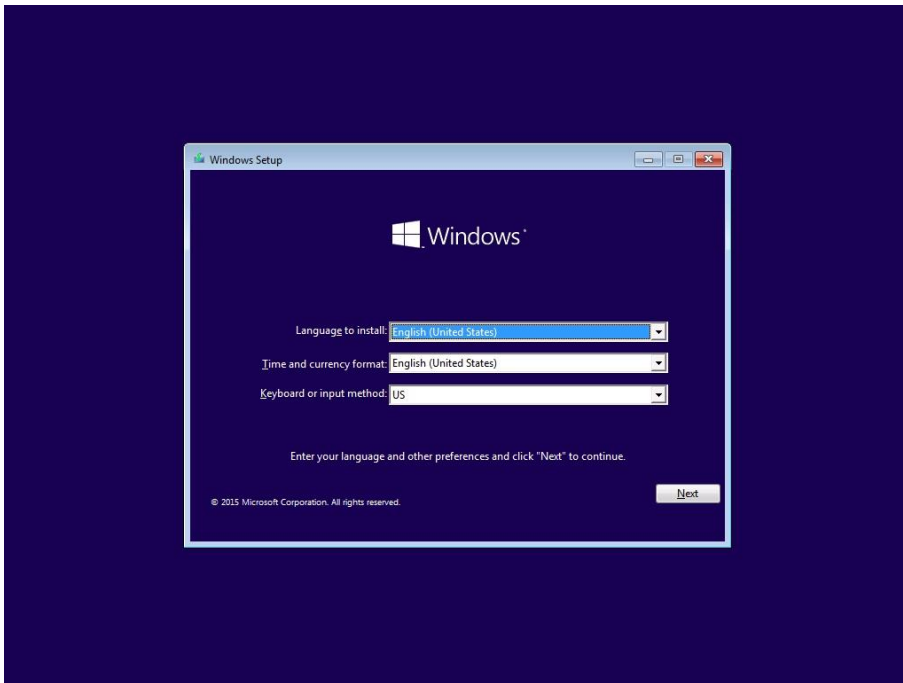 Windows Setup
Windows
Language to install: English (United States)
Time and currency format: English (United States)
Keyboard or input method: US
Enter your language and other preferences and click "Next" to continue.
Next
© 2015 Microsoft Corporation. All rights reserved.